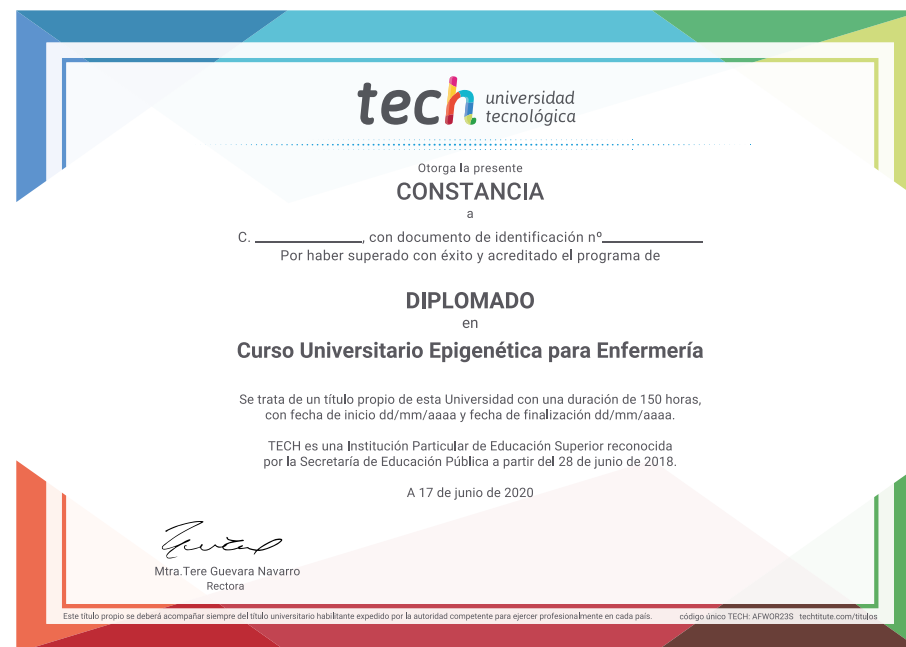 tech universidad
tecnológica
Otorga la presente
CONSTANCIA
a
C. ____________, con documento de identificación nº____________
Por haber superado con éxito y acreditado el programa de
DIPLOMADO
en
Curso Universitario Epigenética para Enfermería
Se trata de un título propio de esta Universidad con una duración de 150 horas,
con fecha de inicio dd/mm/aaaa y fecha de finalización dd/mm/aaaa.
TECH es una Institución Particular de Educación Superior reconocida
por la Secretaría de Educación Pública a partir del 28 de junio de 2018.
A 17 de junio de 2020
Mtra.Tere Guevara Navarro
Rectora
Este título propio se deberá acompañar siempre del título universitario habilitante expedido por la autoridad competente para ejercer profesionalmente en cada país. código único TECH: AFWOR23S techtitute.com/titulos